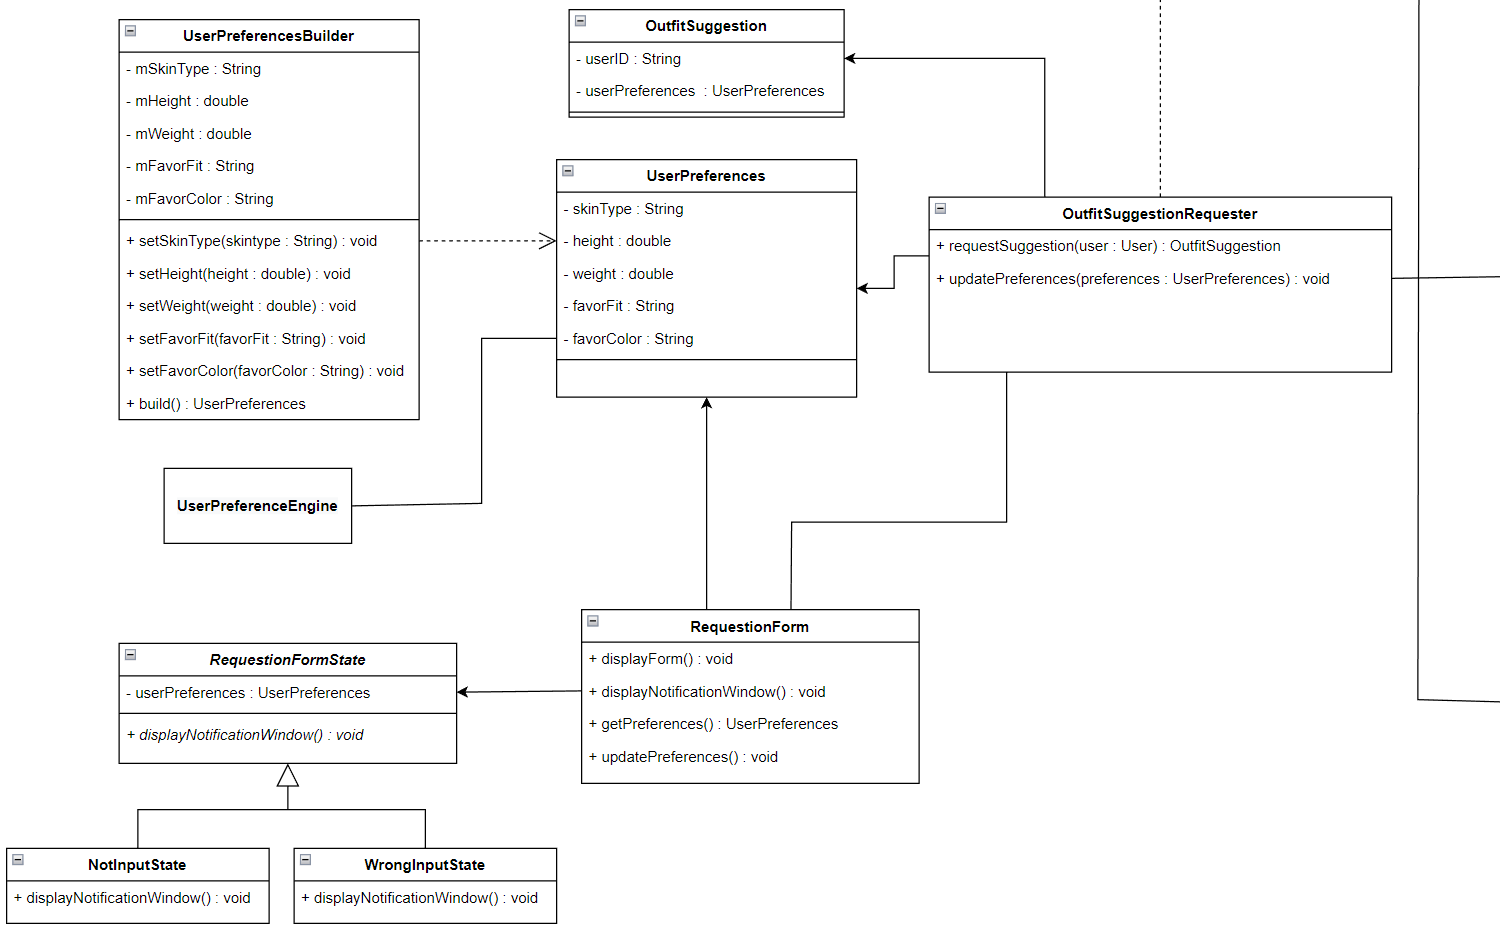 UserPreferencesBuilder
- mSkinType : String
- mHeight : double
- mWeight : double
- mFavorFit : String
- mFavorColor : String
+ setSkinType(skintype : String) : void
+ setHeight(height : double) : void
+ setWeight(weight : double) : void
+ setFavorFit(favorFit : String) : void
+ setFavorColor(favorColor : String) : void
+ build() : UserPreferences
OutfitSuggestion
- userID : String
- userPreferences : UserPreferences
UserPreferences
- skinType : String
- height : double
- weight : double
- favorFit : String
- favorColor : String
OutfitSuggestionRequester
+ requestSuggestion(user : User) : OutfitSuggestion
+ updatePreferences(preferences : UserPreferences) : void
UserPreferenceEngine
RequestionForm
+ displayForm() : void
+ displayNotificationWindow() : void
+ getPreferences() : UserPreferences
+ updatePreferences() : void
RequestionFormState
- userPreferences : UserPreferences
+ displayNotificationWindow() : void
NotInputState
+ displayNotificationWindow() : void
WrongInputState
+ displayNotificationWindow() : void